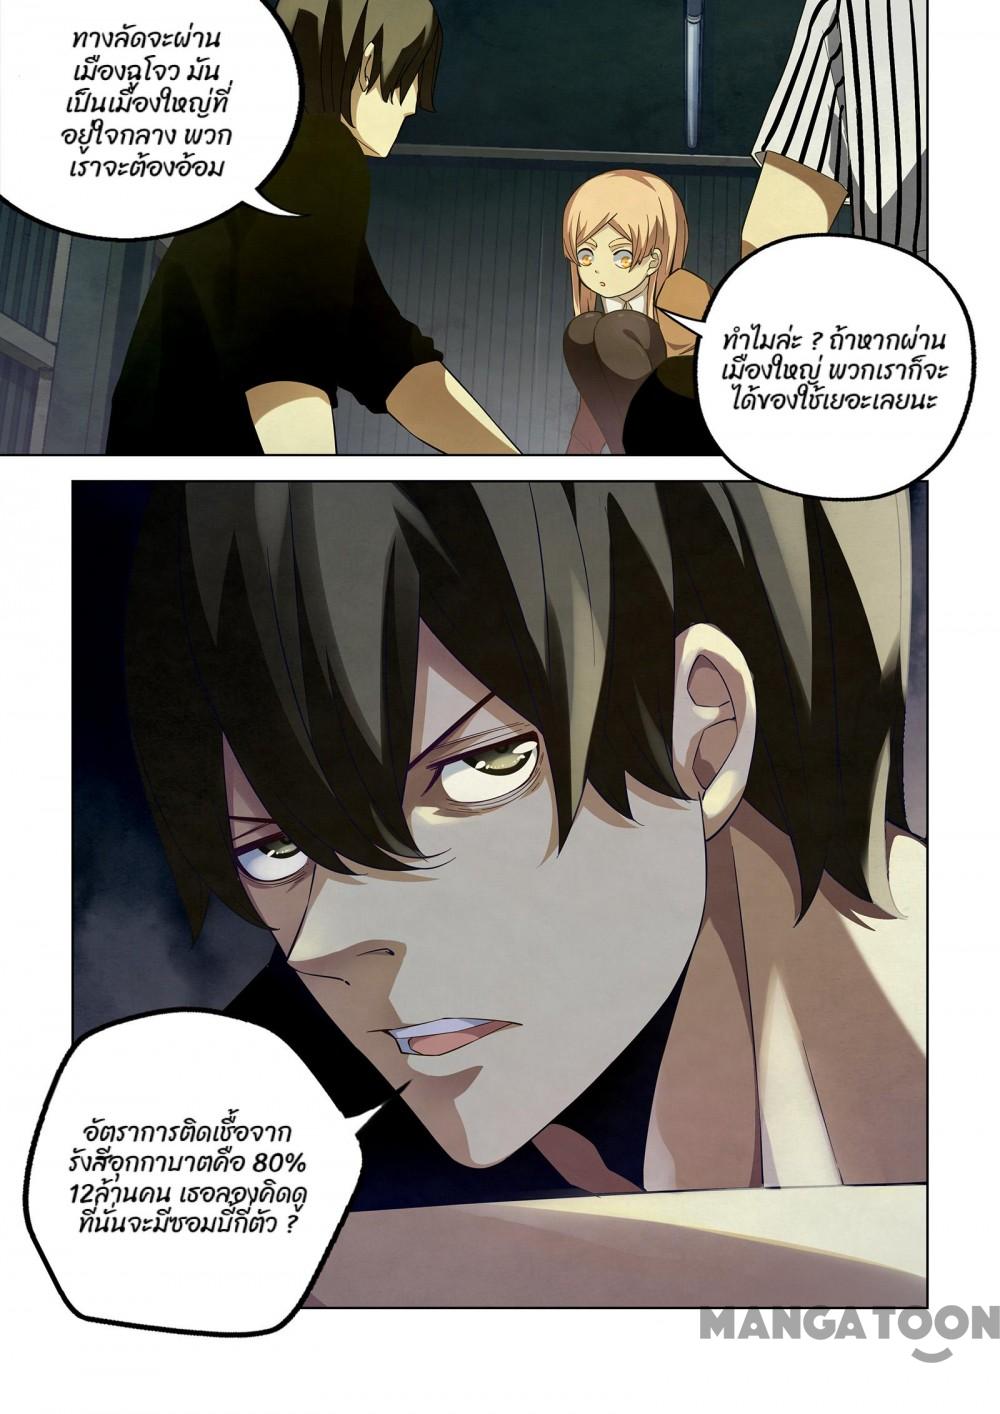 ทางลัดจะผ่าน
เมืองฉูโจว มัน
เป็นเมืองใหญ่ที่
อยู่ใจกลาง พวก
เราจะต้องอ้อม
ทำไมล่ะ ? ถ้าหากผ่าน
เมืองใหญ่ พวกเราก็จะ
ได้ของใช้เยอะเลยนะ
อัตราการติดเชื้อจาก
รังสีอุกกาบาตคือ 80%
12ล้านคน เธอลองคิดดู
ที่นั่นจะมีซอมบี้กี่ตัว ?
MANGATOON